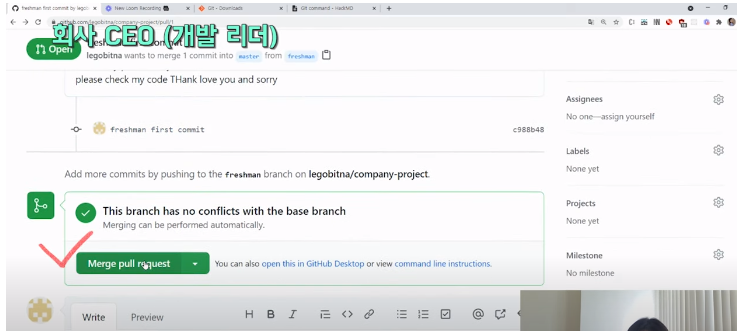 freshman first commit by legob
New Loom Recording
Git - Downloads
Git command - HackMD
github.com/legobitna/company-project/pull/1
회사 CEO (개발 리더)
Open
legobitna wants to merge 1 commit into master from freshman
please check my code THank love you and sorry
freshman first commit
c988b48
Add more commits by pushing to the freshman branch on legobitna/company-project.
This branch has no conflicts with the base branch
Merging can be performed automatically.
Merge pull request
You can also open this in GitHub Desktop or view command line instructions.
Write
Preview
Assignees
No one—assign yourself
Labels
None yet
Projects
None yet
Milestone
No milestone